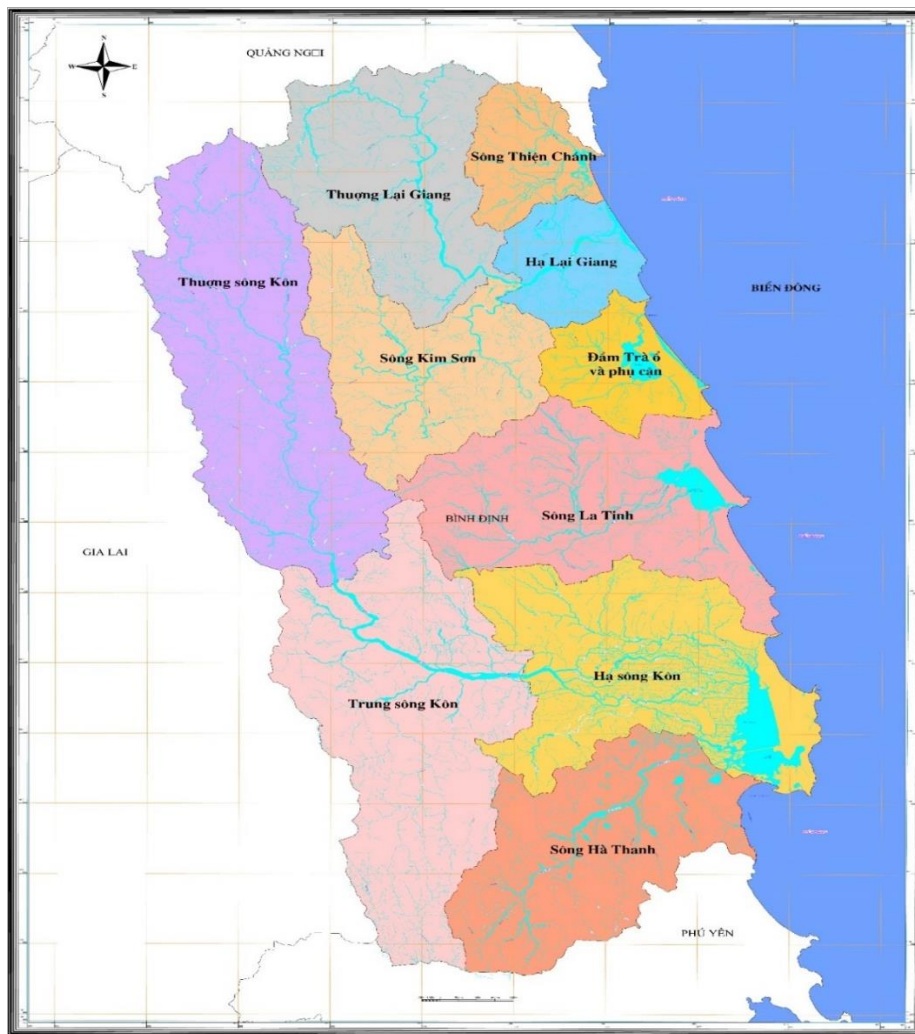 QUẢNG NG□I
N
W E
S
Sông Thiện Chánh
Thượng Lại Giang
Hạ Lại Giang
Thượng sông Kôn
BIỂN ĐÔNG
Sông Kim Sơn
Đầm Trà ổ
và phụ cận
Sông La Tinh
BÌNH ĐỊNH
GIA LAI
Hạ sông Kôn
Trung sông Kôn
Sông Hà Thanh
PHÚ YÊN